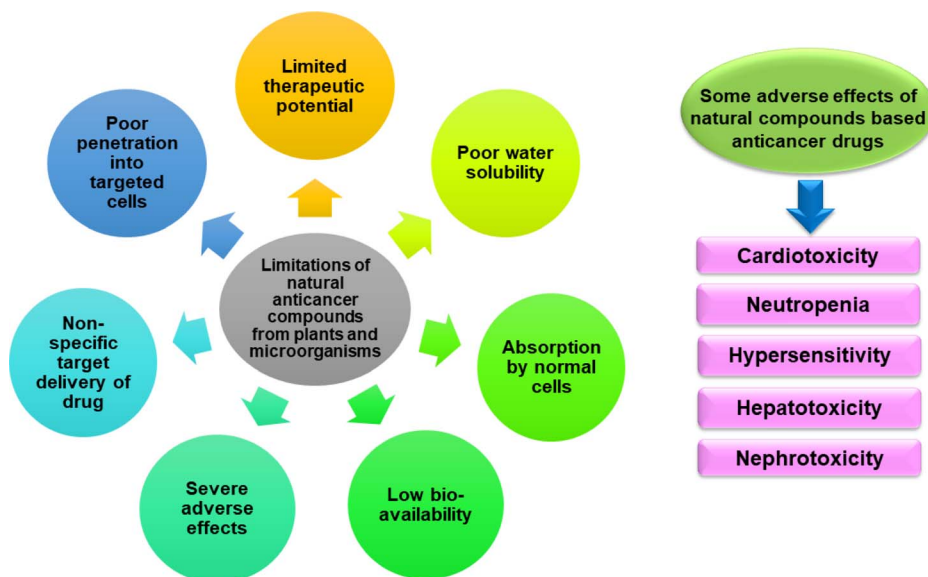 Limited
therapeutic
potential
Poor water
solubility
Absorption
by normal
cells
Low bio-
availability
Severe
adverse
effects
Non-
specific
target
delivery of
drug
Poor
penetration
into
targeted
cells
Limitations of
natural
anticancer
compounds
from plants and
microorganisms
Some adverse effects of
natural compounds based
anticancer drugs
Cardiotoxicity
Neutropenia
Hypersensitivity
Hepatotoxicity
Nephrotoxicity